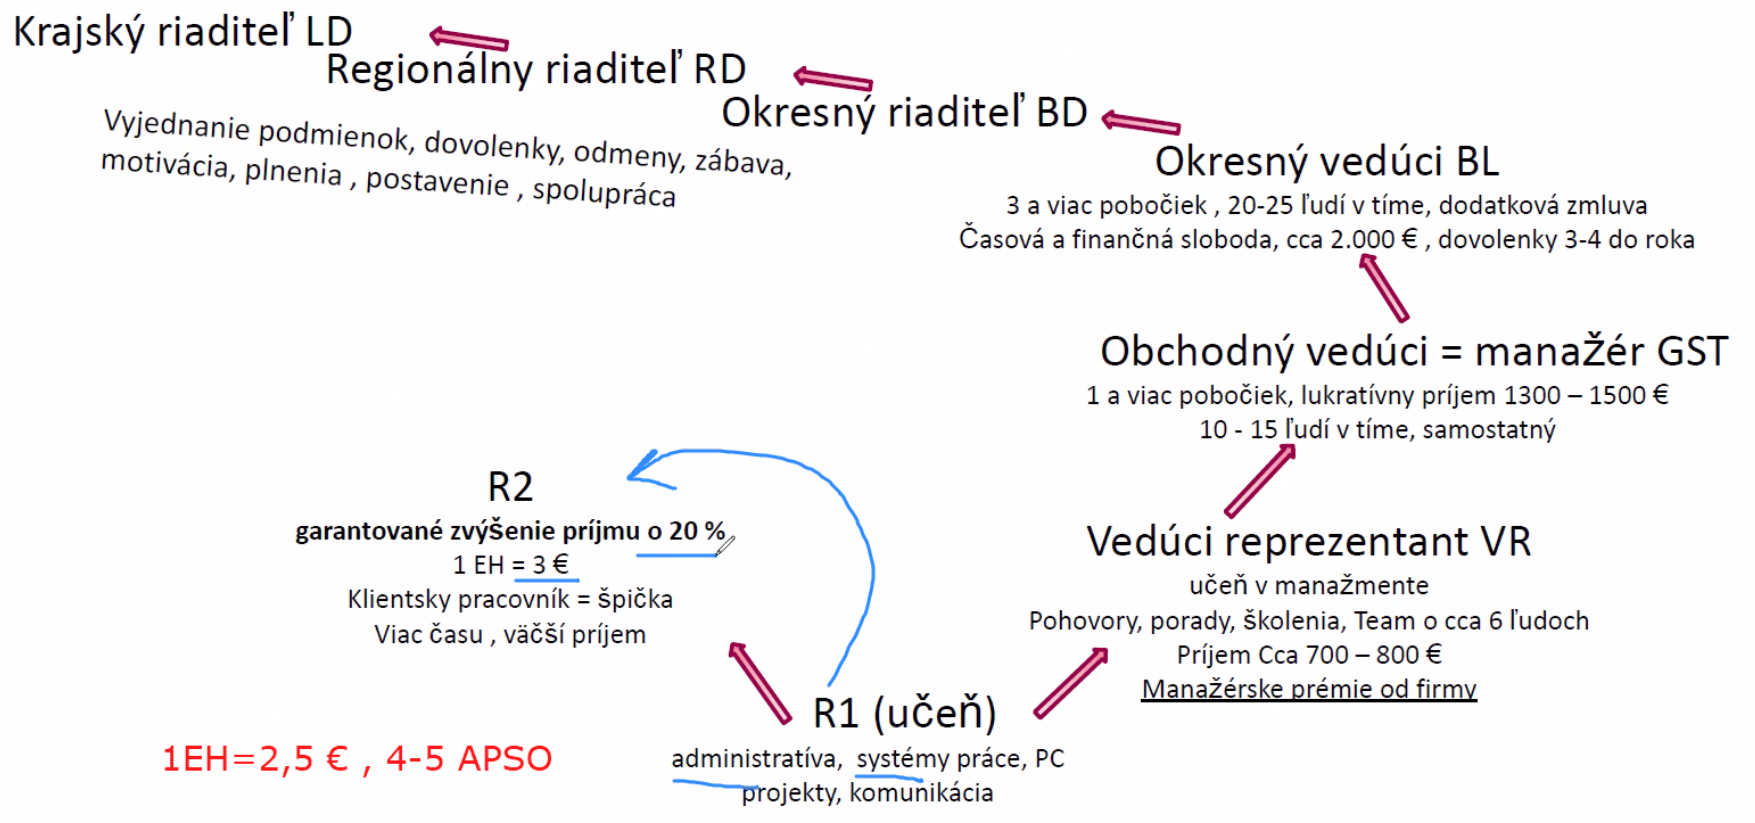 Krajský riaditeľ LD
Regionálny riaditeľ RD
Okresný riaditeľ BD
Vyjednanie podmienok, dovolenky, odmeny, zábava,
motivácia, plnenia , postavenie , spolupráca
Okresný vedúci BL
3 a viac pobočiek , 20-25 ľudí v tíme, dodatková zmluva
Časová a finančná sloboda, cca 2.000 € , dovolenky 3-4 do roka
Obchodný vedúci = manažér GST
1 a viac pobočiek, lukratívny príjem 1300 – 1500 €
10 - 15 ľudí v tíme, samostatný
R2
garantované zvýšenie príjmu o 20 %
1 EH = 3 €
Klientsky pracovník = špička
Viac času , väčší príjem
Vedúci reprezentant VR
učeň v manažmente
Pohovory, porady, školenia, Team o cca 6 ľudoch
Príjem Cca 700 – 800 €
Manažérske prémie od firmy
R1 (učeň)
administratíva, systémy práce, PC
projekty, komunikácia
1EH=2,5 € , 4-5 APSO